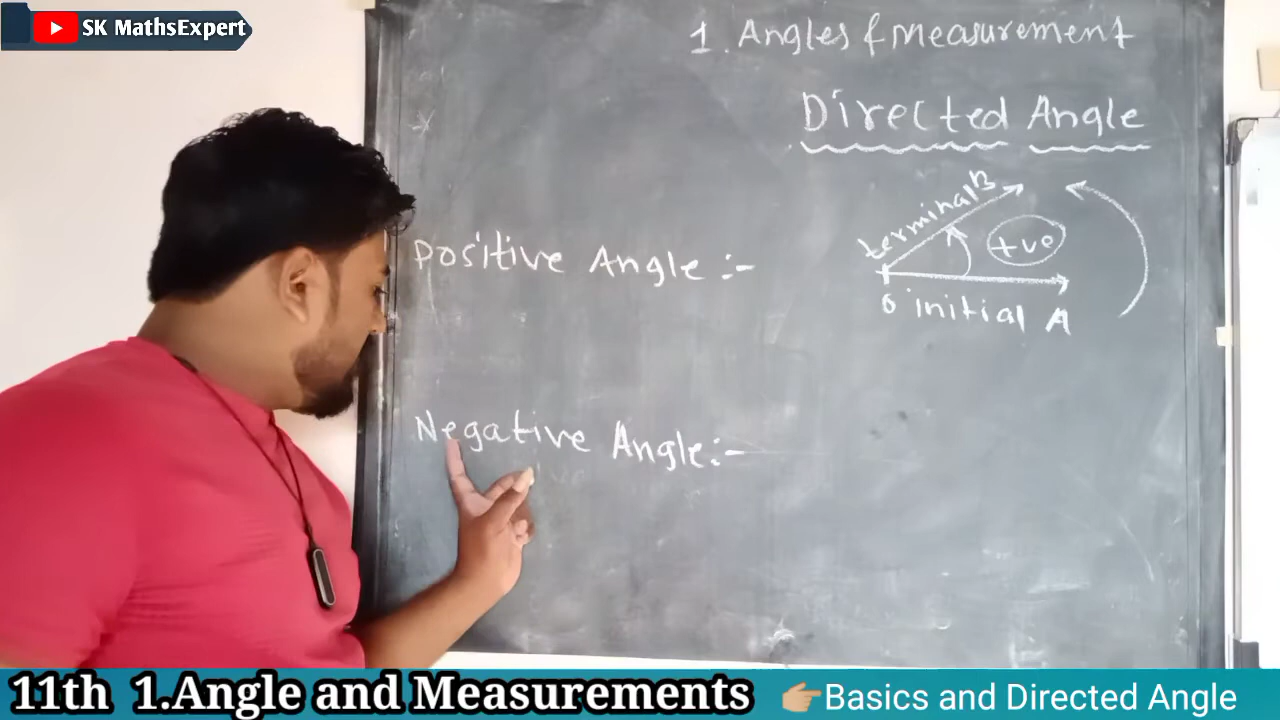 SK MathsExpert
1. Angles & Measurement
Directed Angle
terminal B
+ve
O initial A
Positive Angle :-
Negative Angle:-
11th 1.Angle and Measurements
👉Basics and Directed Angle